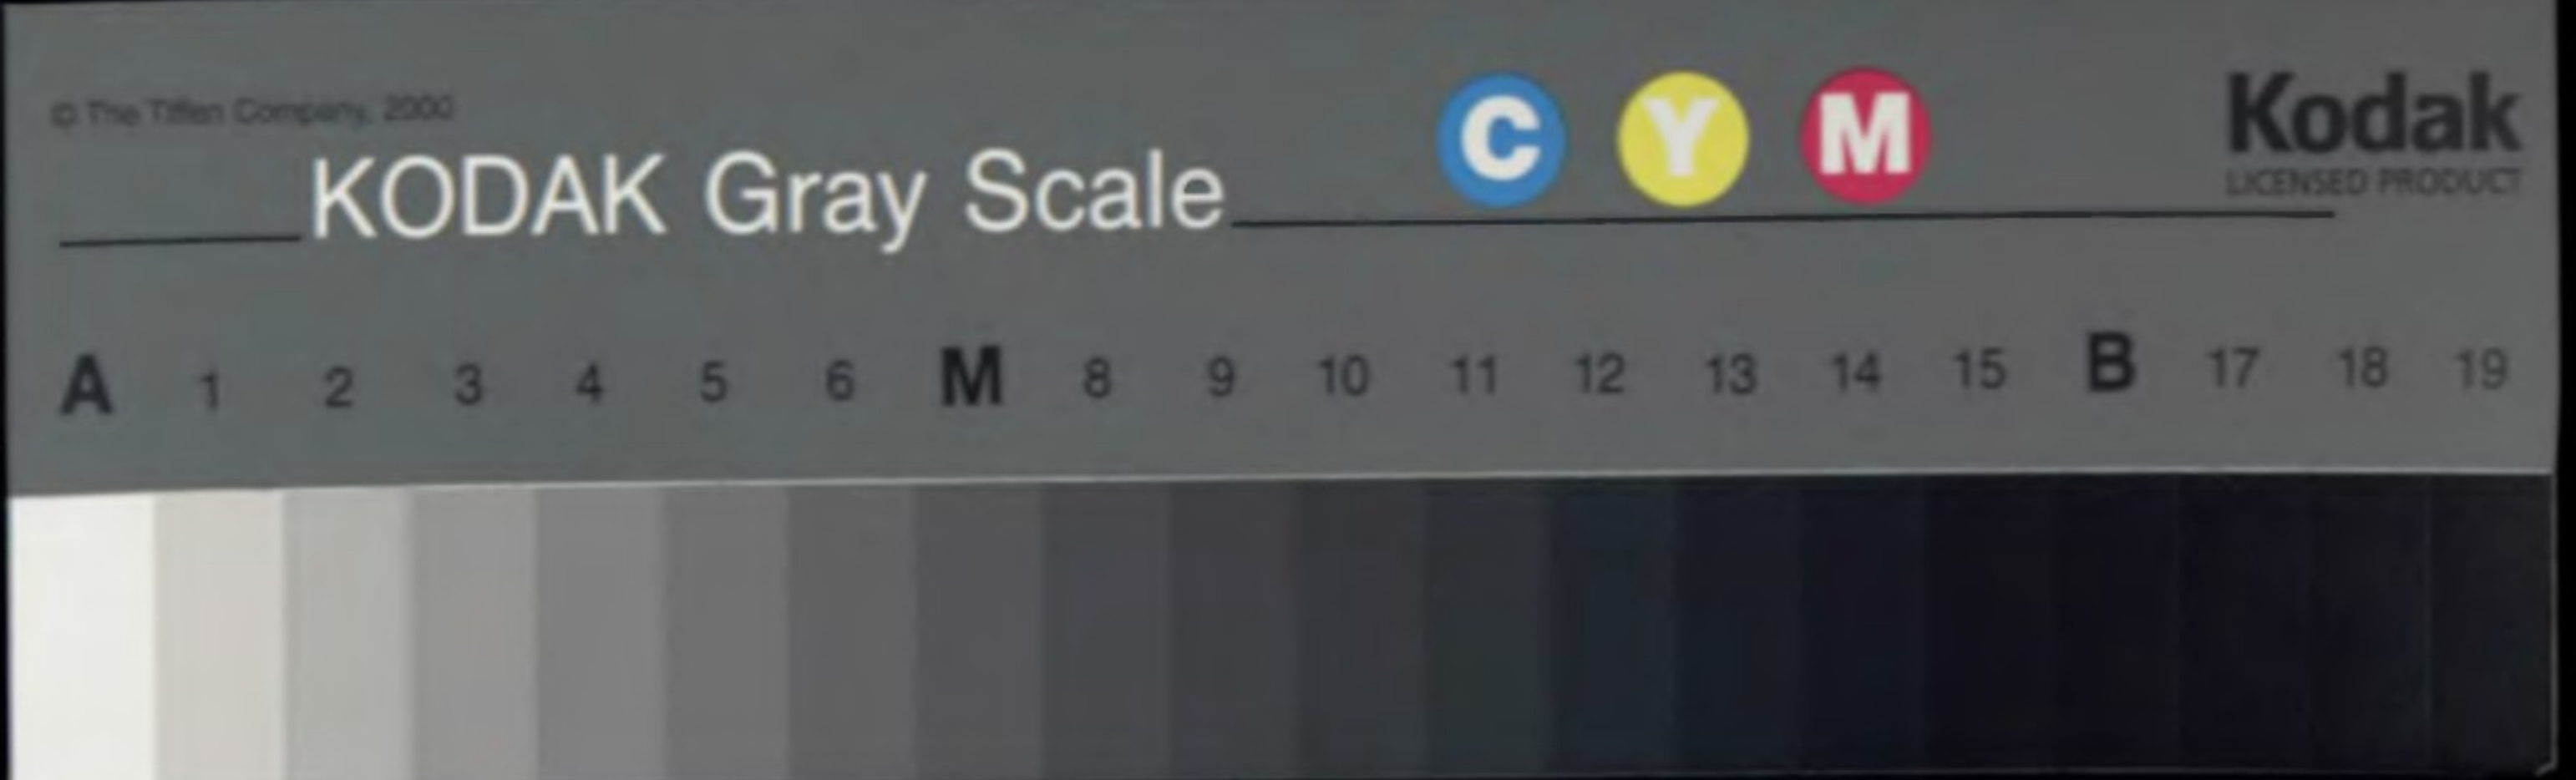 © The Tiffen Company, 2000
KODAK Gray Scale
C Y M
Kodak
LICENSED PRODUCT
A 1 2 3 4 5 6 M 8 9 10 11 12 13 14 15 B 17 18 19